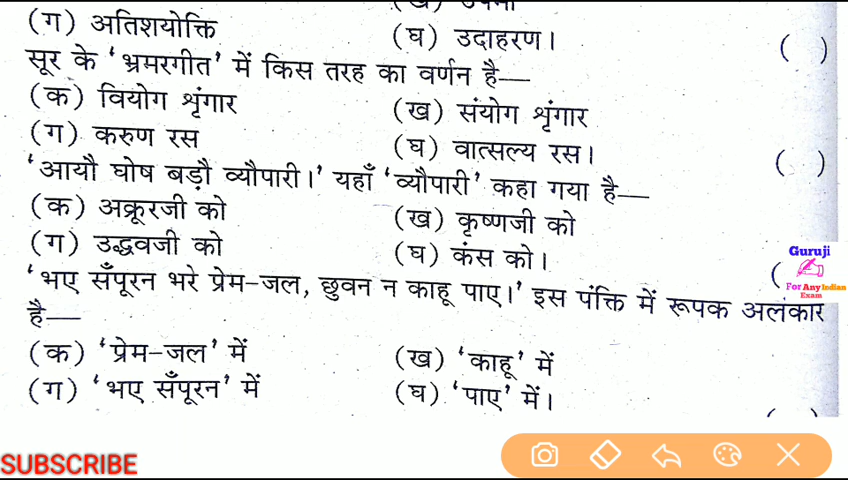 (ग) अतिशयोक्ति
(घ) उदाहरण। ( )
सूर के 'भ्रमरगीत' में किस तरह का वर्णन है—
(क) वियोग शृंगार (ख) संयोग शृंगार
(ग) करुण रस (घ) वात्सल्य रस। ( )
'आयौ घोष बड़ौ व्यौपारी।' यहाँ 'व्यौपारी' कहा गया है—
(क) अक्रूरजी को (ख) कृष्णजी को
(ग) उद्धवजी को (घ) कंस को। (
'भए सँपूरन भरे प्रेम-जल, छुवन न काहू पाए।' इस पंक्ति में रूपक अलंकार
है—
(क) 'प्रेम-जल' में (ख) 'काहू' में
(ग) 'भए सँपूरन' में (घ) 'पाए' में।
Guruji
For Any Indian
Exam
SUBSCRIBE